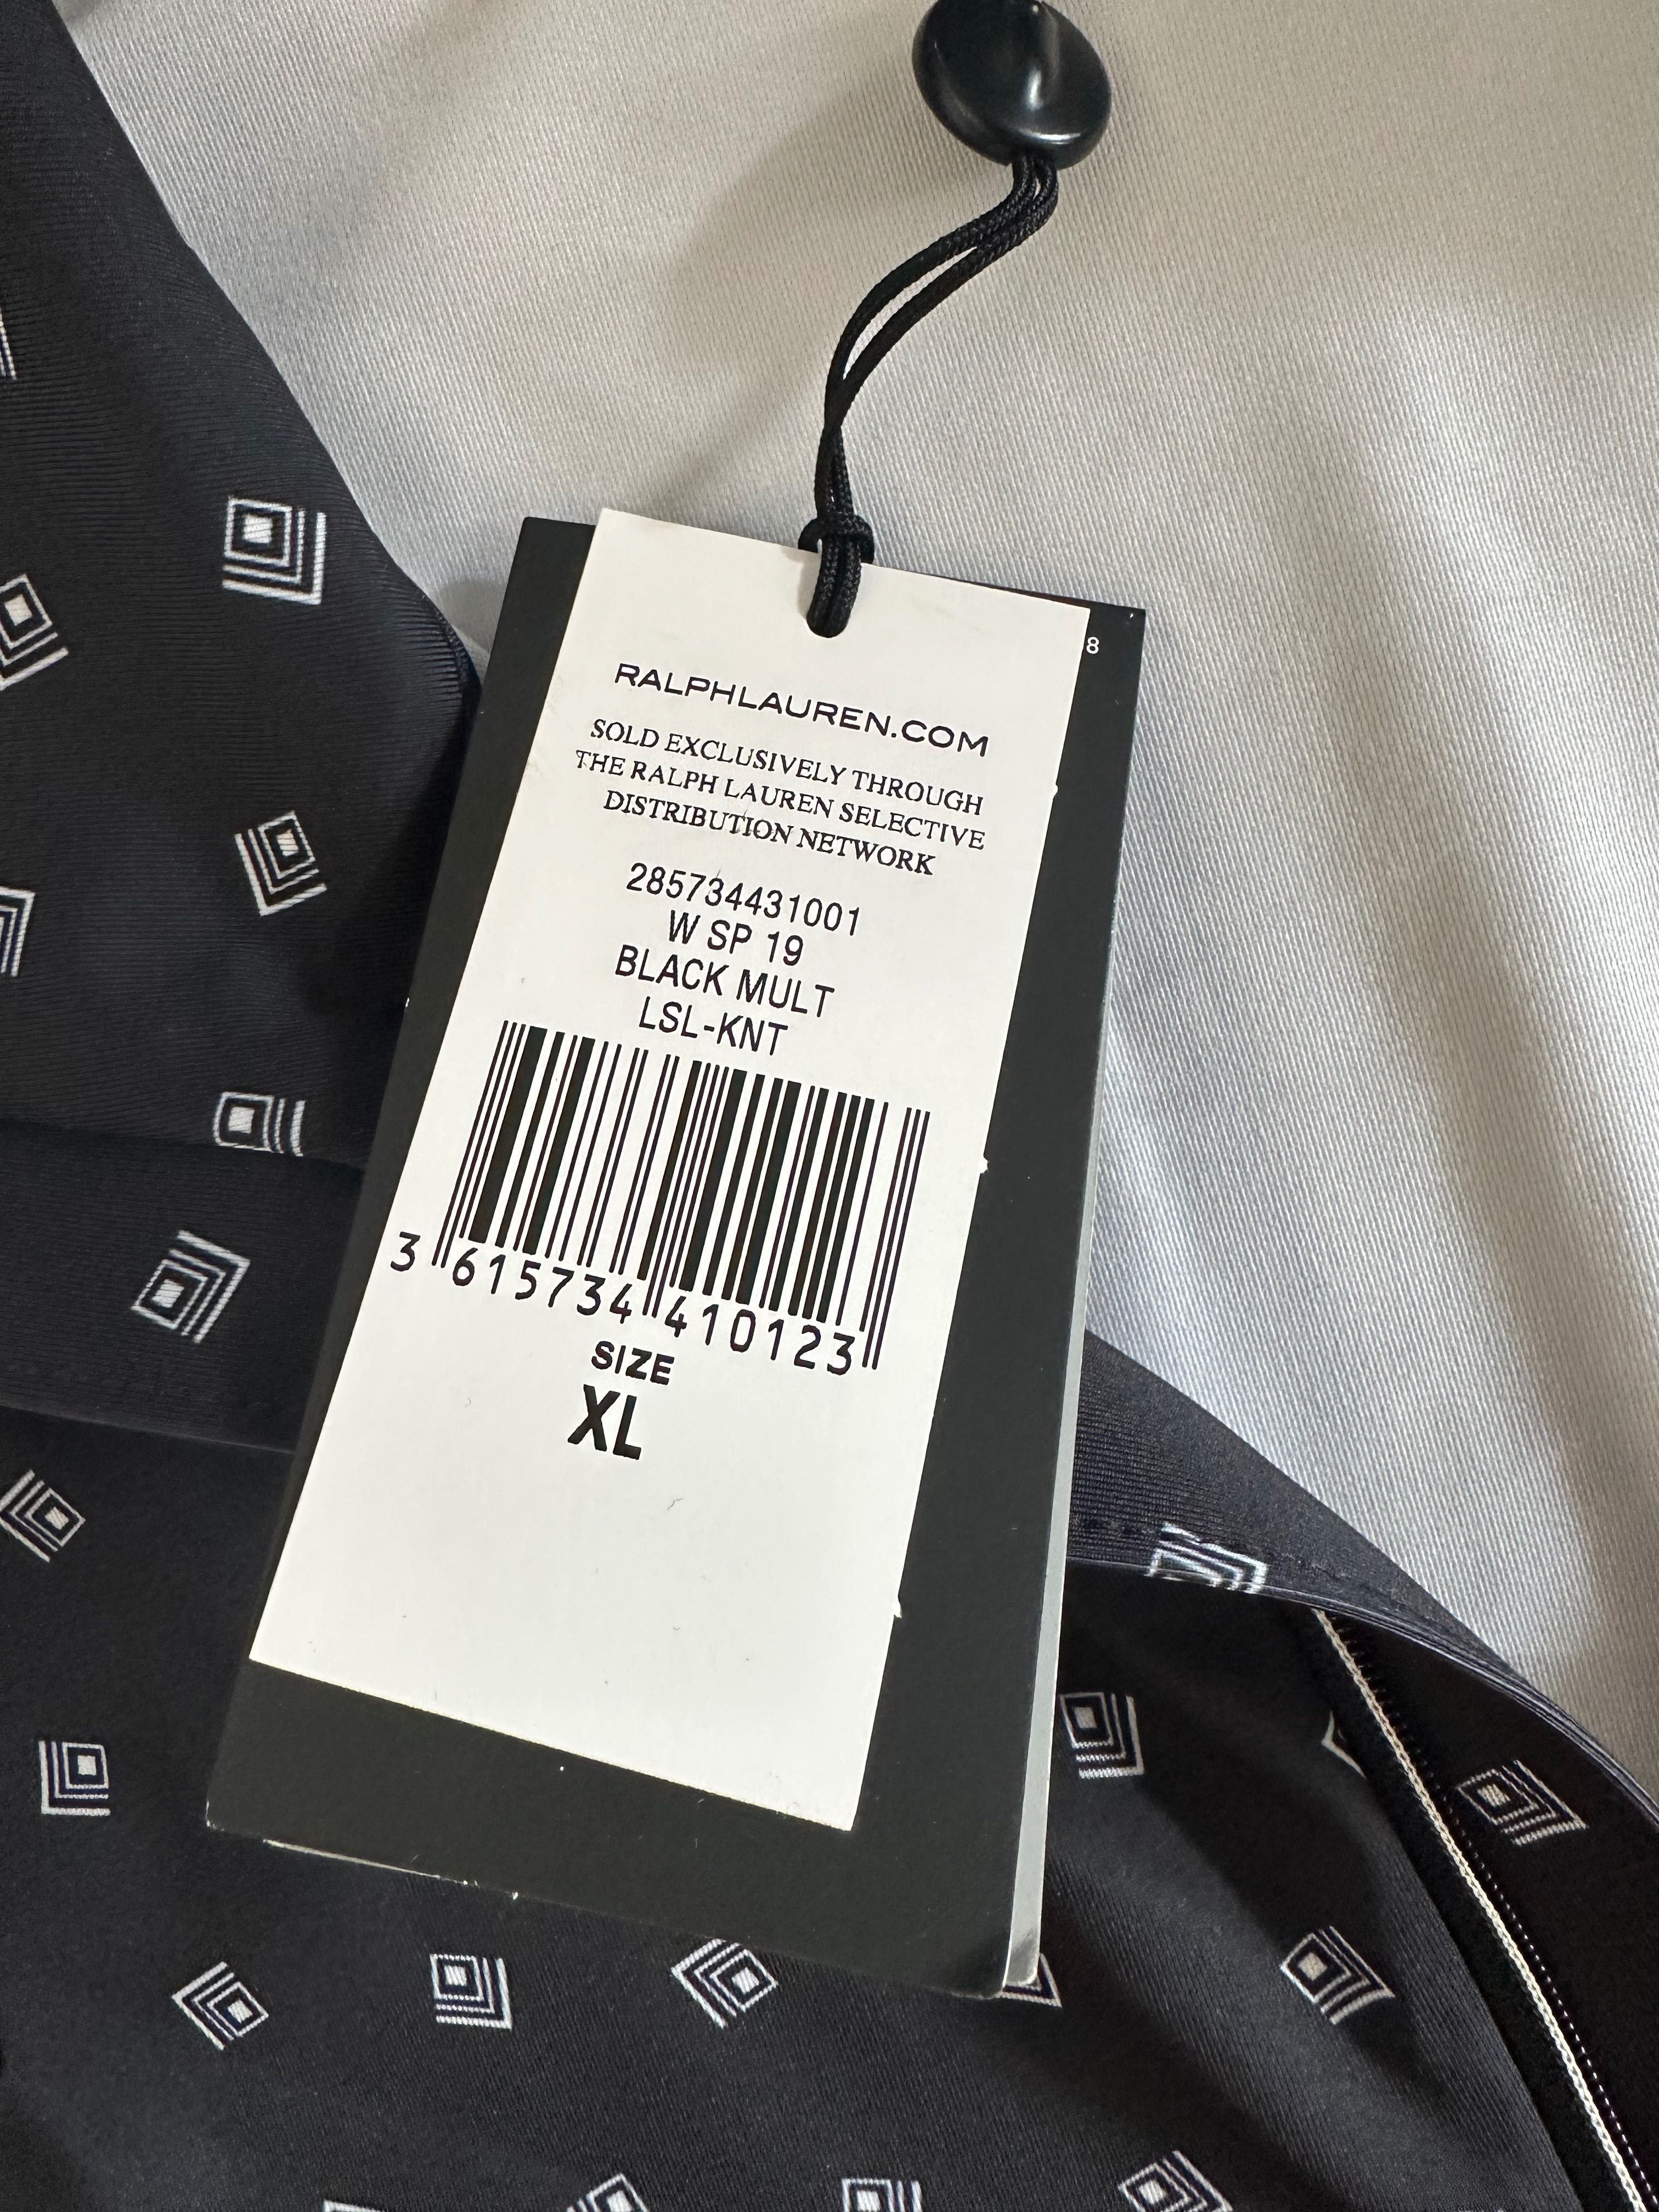 8
RALPHLAUREN.COM
SOLD EXCLUSIVELY THROUGH
THE RALPH LAUREN SELECTIVE
DISTRIBUTION NETWORK
285734431001
W SP 19
BLACK MULT
LSL-KNT
3 615734 410123
SIZE
XL